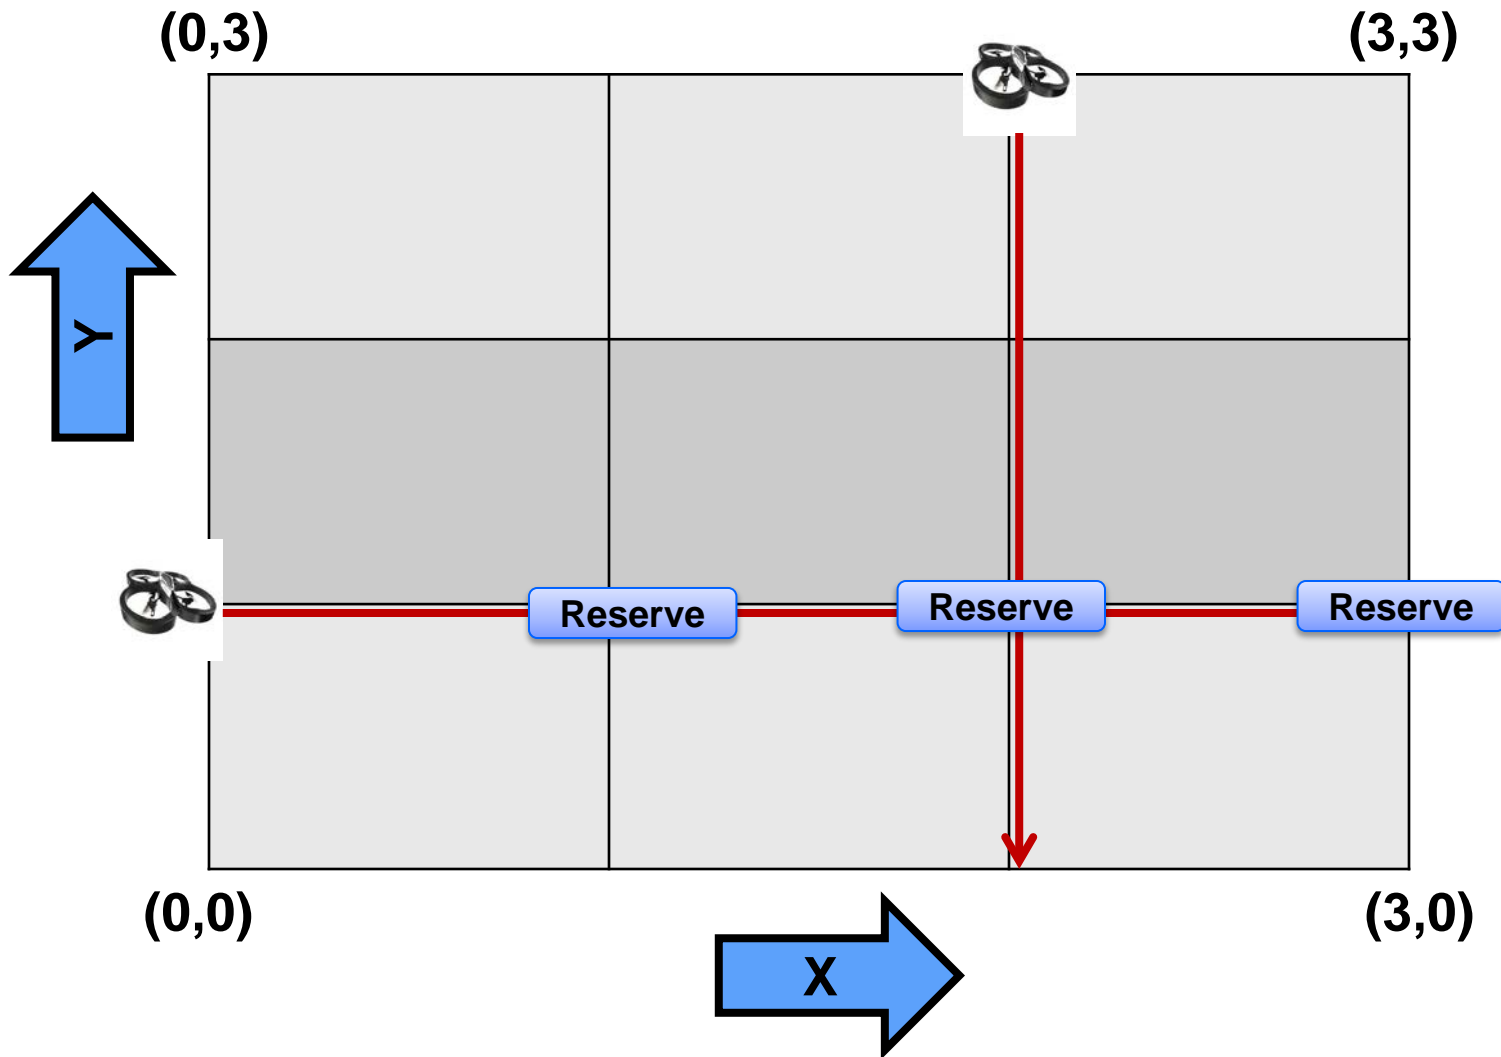 (0,3)
(3,3)
Y
Reserve
Reserve
Reserve
(0,0)
(3,0)
X